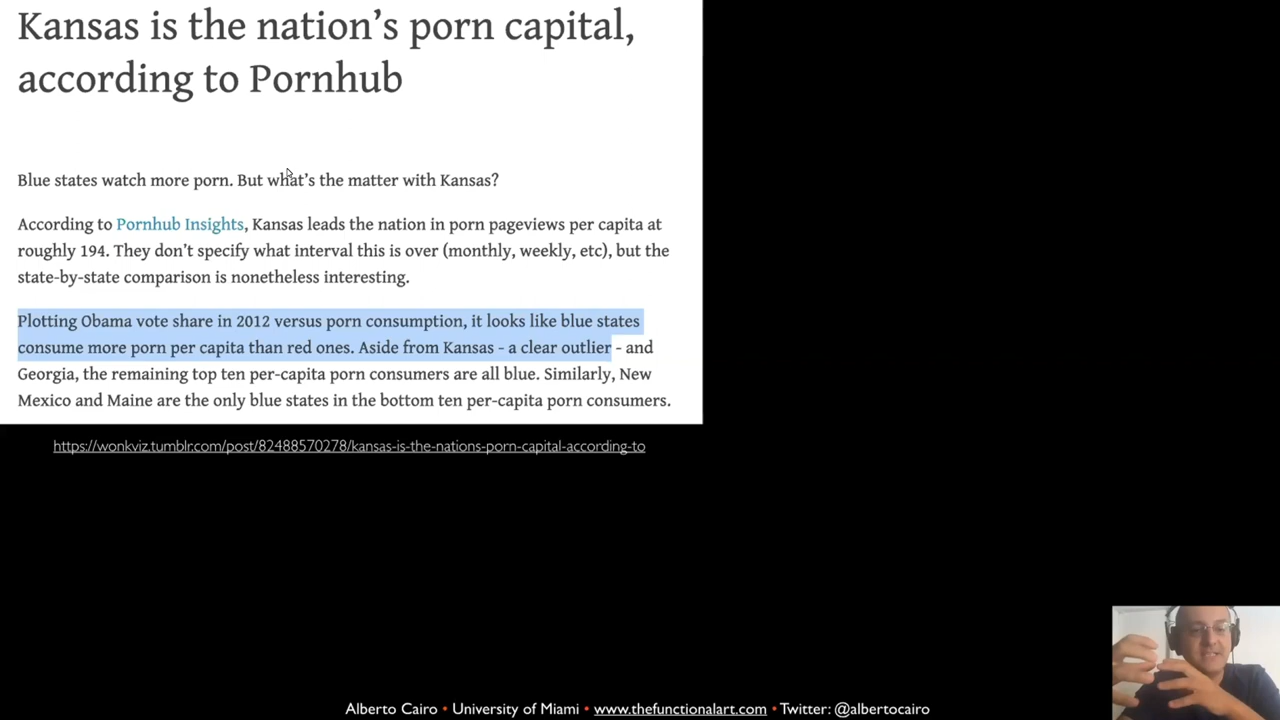 Kansas is the nation’s porn capital,
according to Pornhub
Blue states watch more porn. But what’s the matter with Kansas?
According to Pornhub Insights, Kansas leads the nation in porn pageviews per capita at
roughly 194. They don’t specify what interval this is over (monthly, weekly, etc), but the
state-by-state comparison is nonetheless interesting.
Plotting Obama vote share in 2012 versus porn consumption, it looks like blue states
consume more porn per capita than red ones. Aside from Kansas - a clear outlier - and
Georgia, the remaining top ten per-capita porn consumers are all blue. Similarly, New
Mexico and Maine are the only blue states in the bottom ten per-capita porn consumers.
https://wonkviz.tumblr.com/post/82488570278/kansas-is-the-nations-porn-capital-according-to
Alberto Cairo • University of Miami • www.thefunctionalart.com • Twitter: @albertocairo